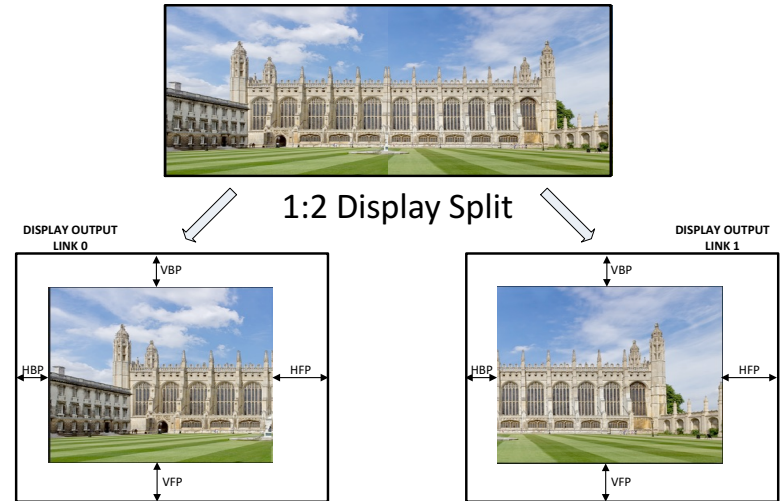 1:2 Display Split
DISPLAY OUTPUT
LINK 0
DISPLAY OUTPUT
LINK 1
VBP
VBP
HBP
HFP
HBP
HFP
VFP
VFP